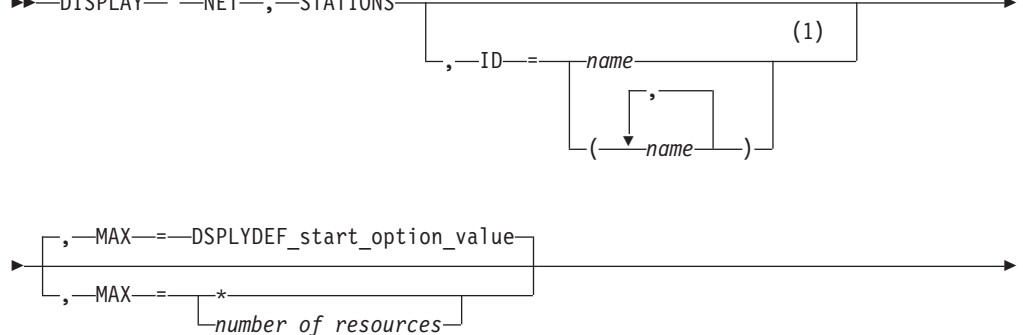 DISPLAY NET , STATIONS
(1)
, ID = name
,
( name )
, MAX = DSPLYDEF_start_option_value
, MAX = *
number of resources